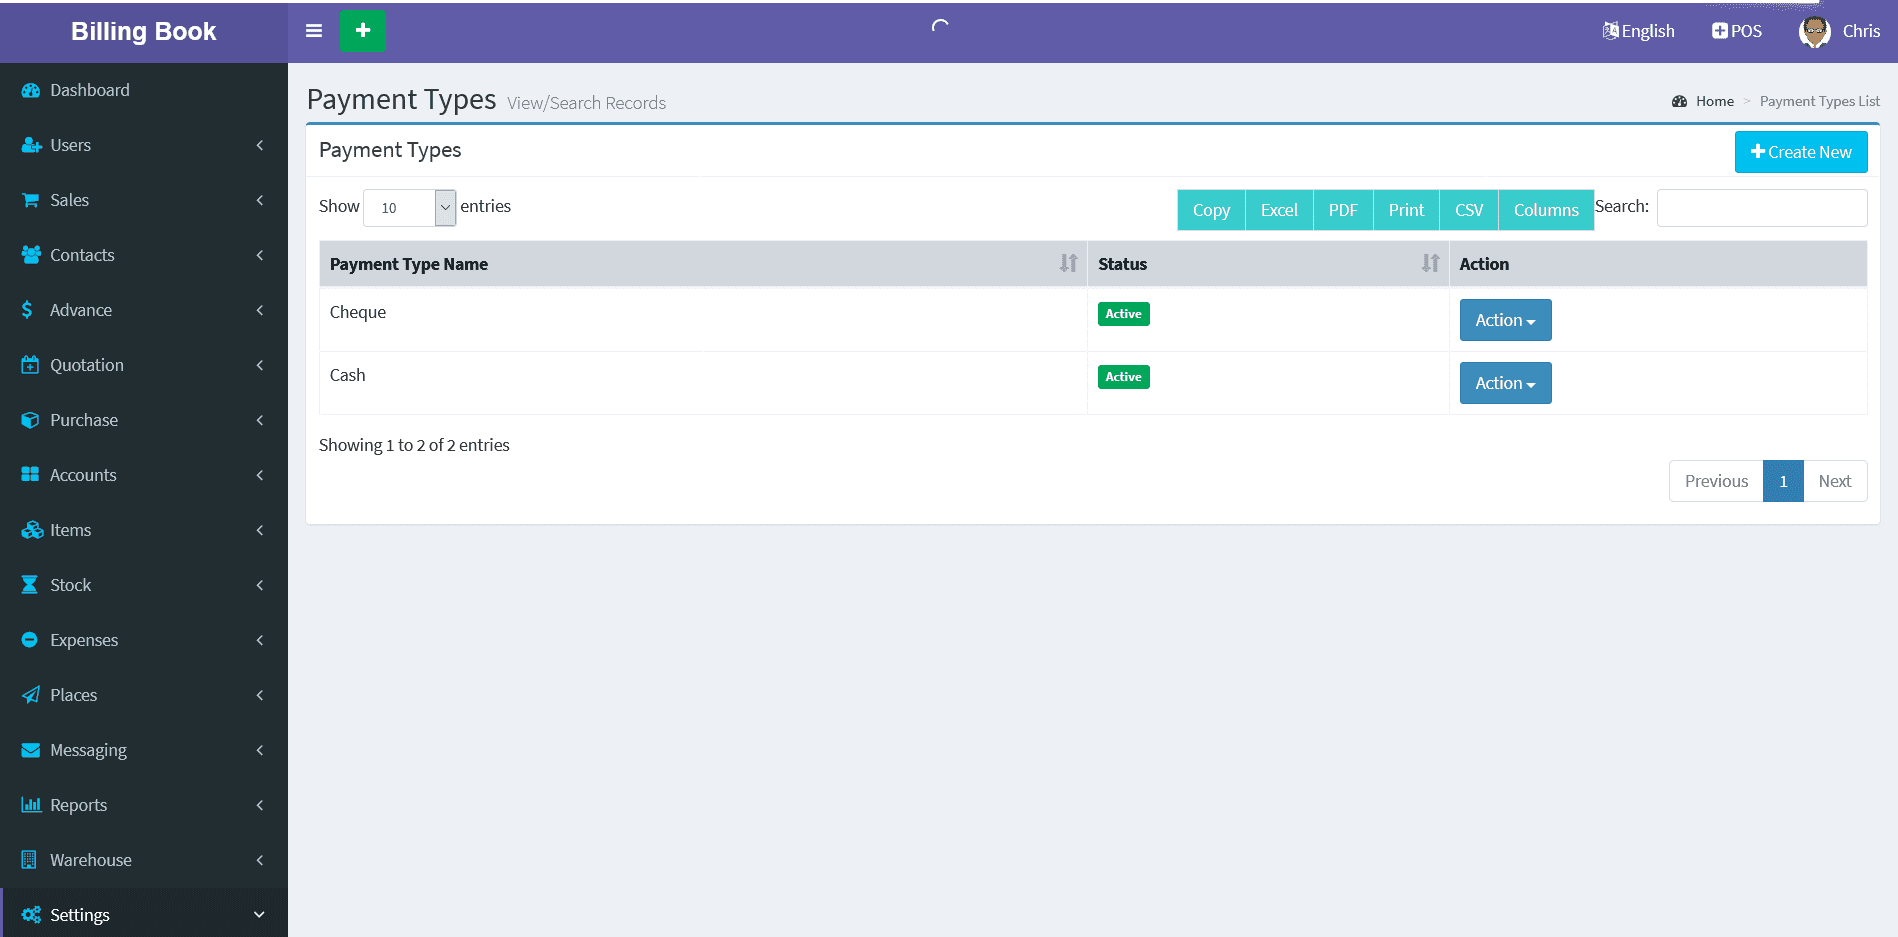 Billing Book
English
POS
Chris
Dashboard
Users
Sales
Contacts
Advance
Quotation
Purchase
Accounts
Items
Stock
Expenses
Places
Messaging
Reports
Warehouse
Settings
Payment Types View/Search Records
Home > Payment Types List
Payment Types
Create New
Show 10 entries
Copy Excel PDF Print CSV Columns Search:
Payment Type Name Status Action
Cheque Active Action
Cash Active Action
Showing 1 to 2 of 2 entries
Previous 1 Next